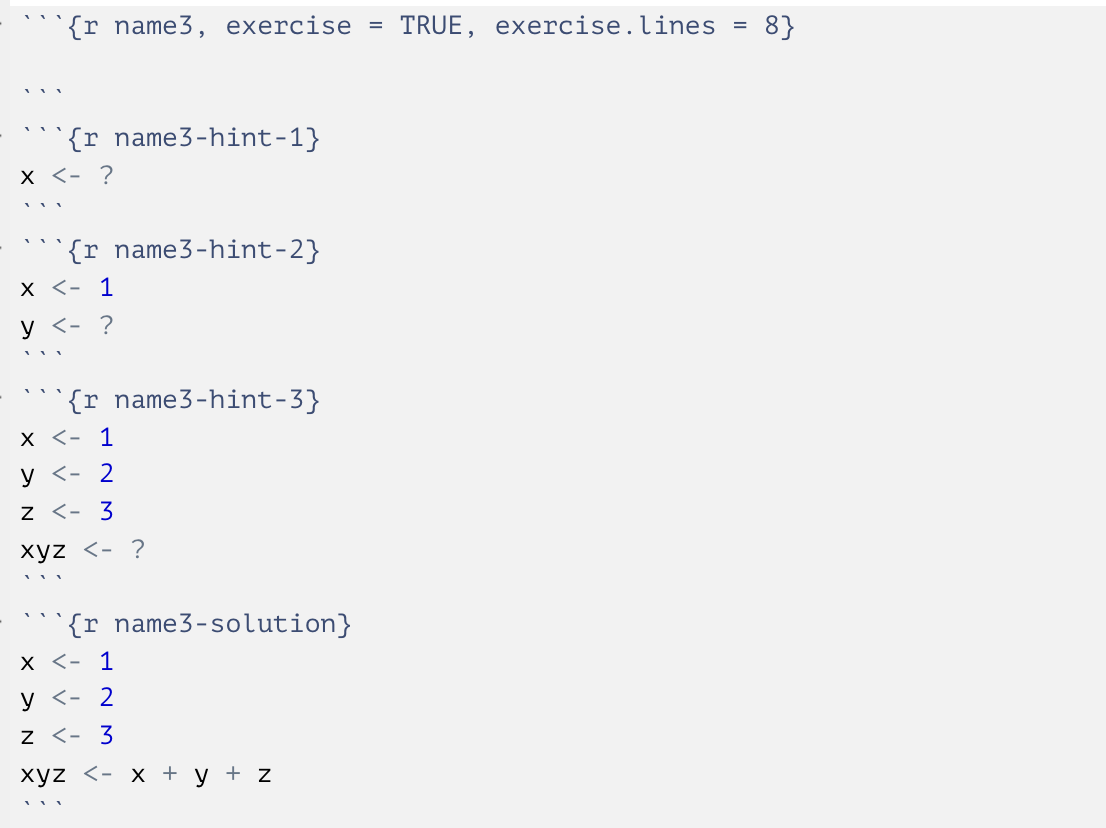 ```{r name3, exercise = TRUE, exercise.lines = 8}

```
```{r name3-hint-1}
x <- ?
```
```{r name3-hint-2}
x <- 1
y <- ?
```
```{r name3-hint-3}
x <- 1
y <- 2
z <- 3
xyz <- ?
```
```{r name3-solution}
x <- 1
y <- 2
z <- 3
xyz <- x + y + z
```